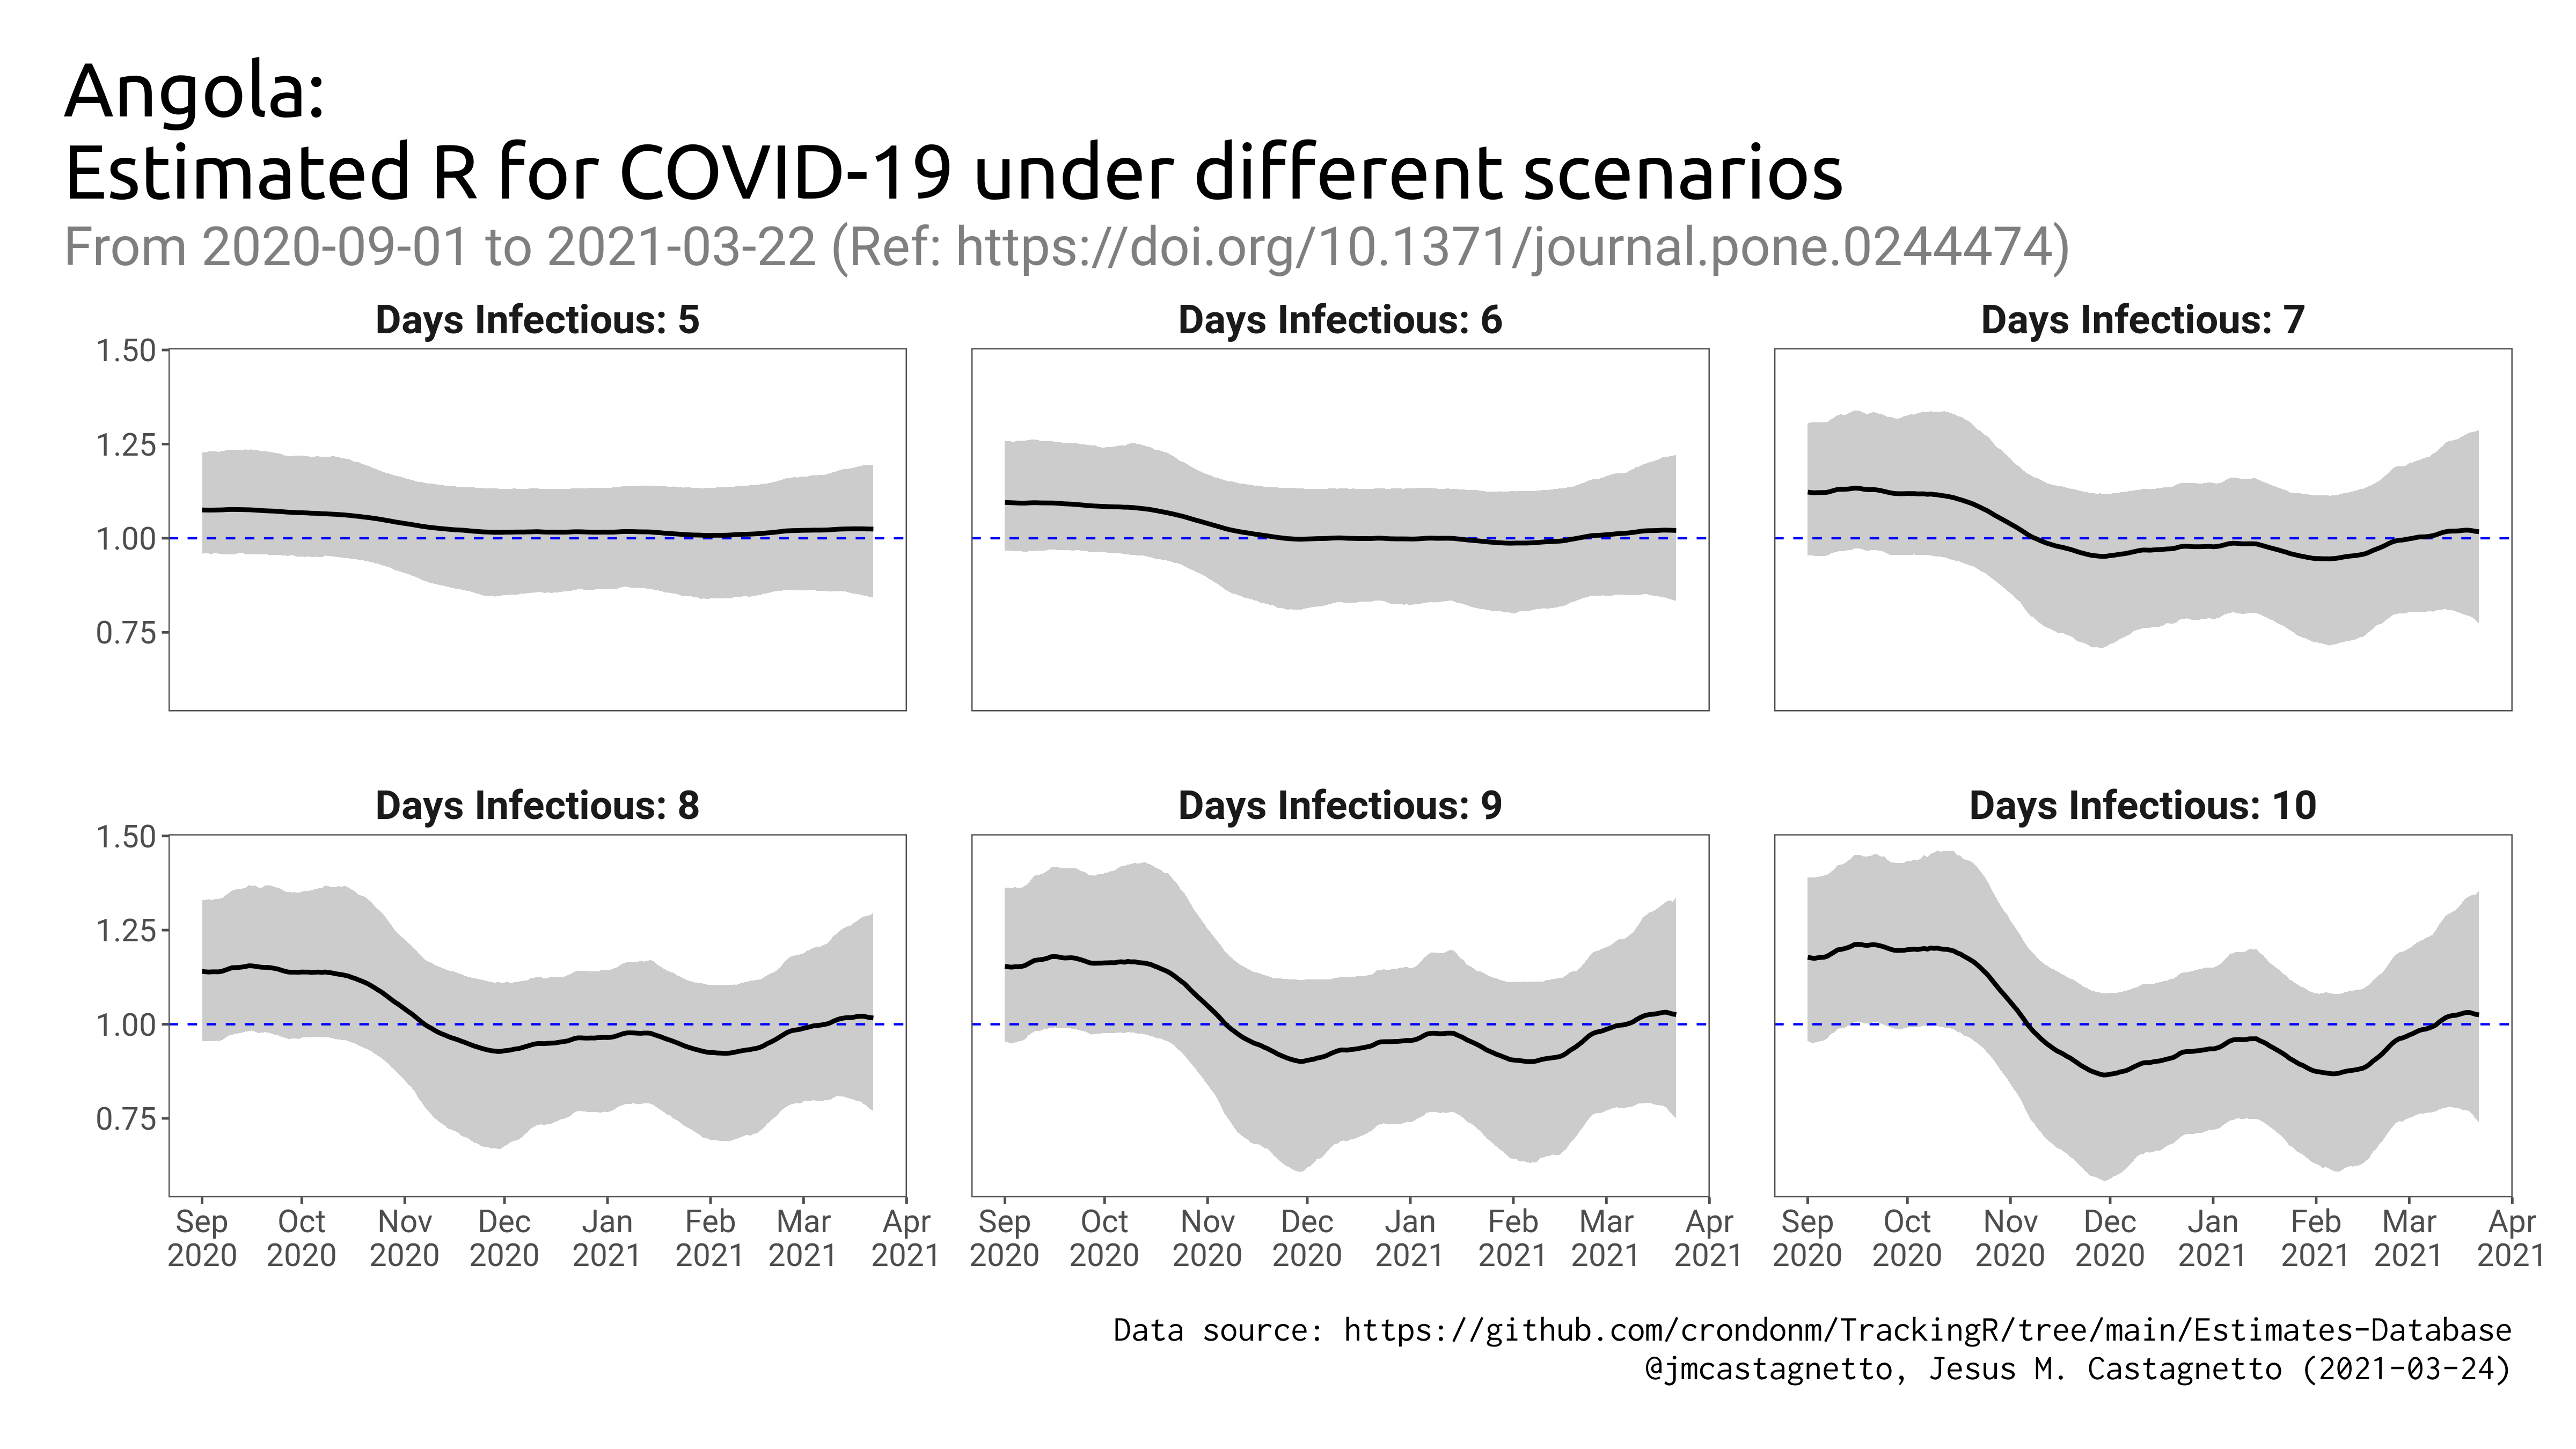 Angola:
Estimated R for COVID-19 under different scenarios
From 2020-09-01 to 2021-03-22 (Ref: https://doi.org/10.1371/journal.pone.0244474)
Days Infectious: 5
Days Infectious: 6
Days Infectious: 7
1.50
1.25
1.00
0.75
Days Infectious: 8
Days Infectious: 9
Days Infectious: 10
1.50
1.25
1.00
0.75
Sep Oct Nov Dec Jan Feb Mar Apr
2020 2020 2020 2020 2021 2021 2021 2021
Sep Oct Nov Dec Jan Feb Mar Apr
2020 2020 2020 2020 2021 2021 2021 2021
Sep Oct Nov Dec Jan Feb Mar Apr
2020 2020 2020 2020 2021 2021 2021 2021
Data source: https://github.com/crondonm/TrackingR/tree/main/Estimates-Database
@jmcastagnetto, Jesus M. Castagnetto (2021-03-24)